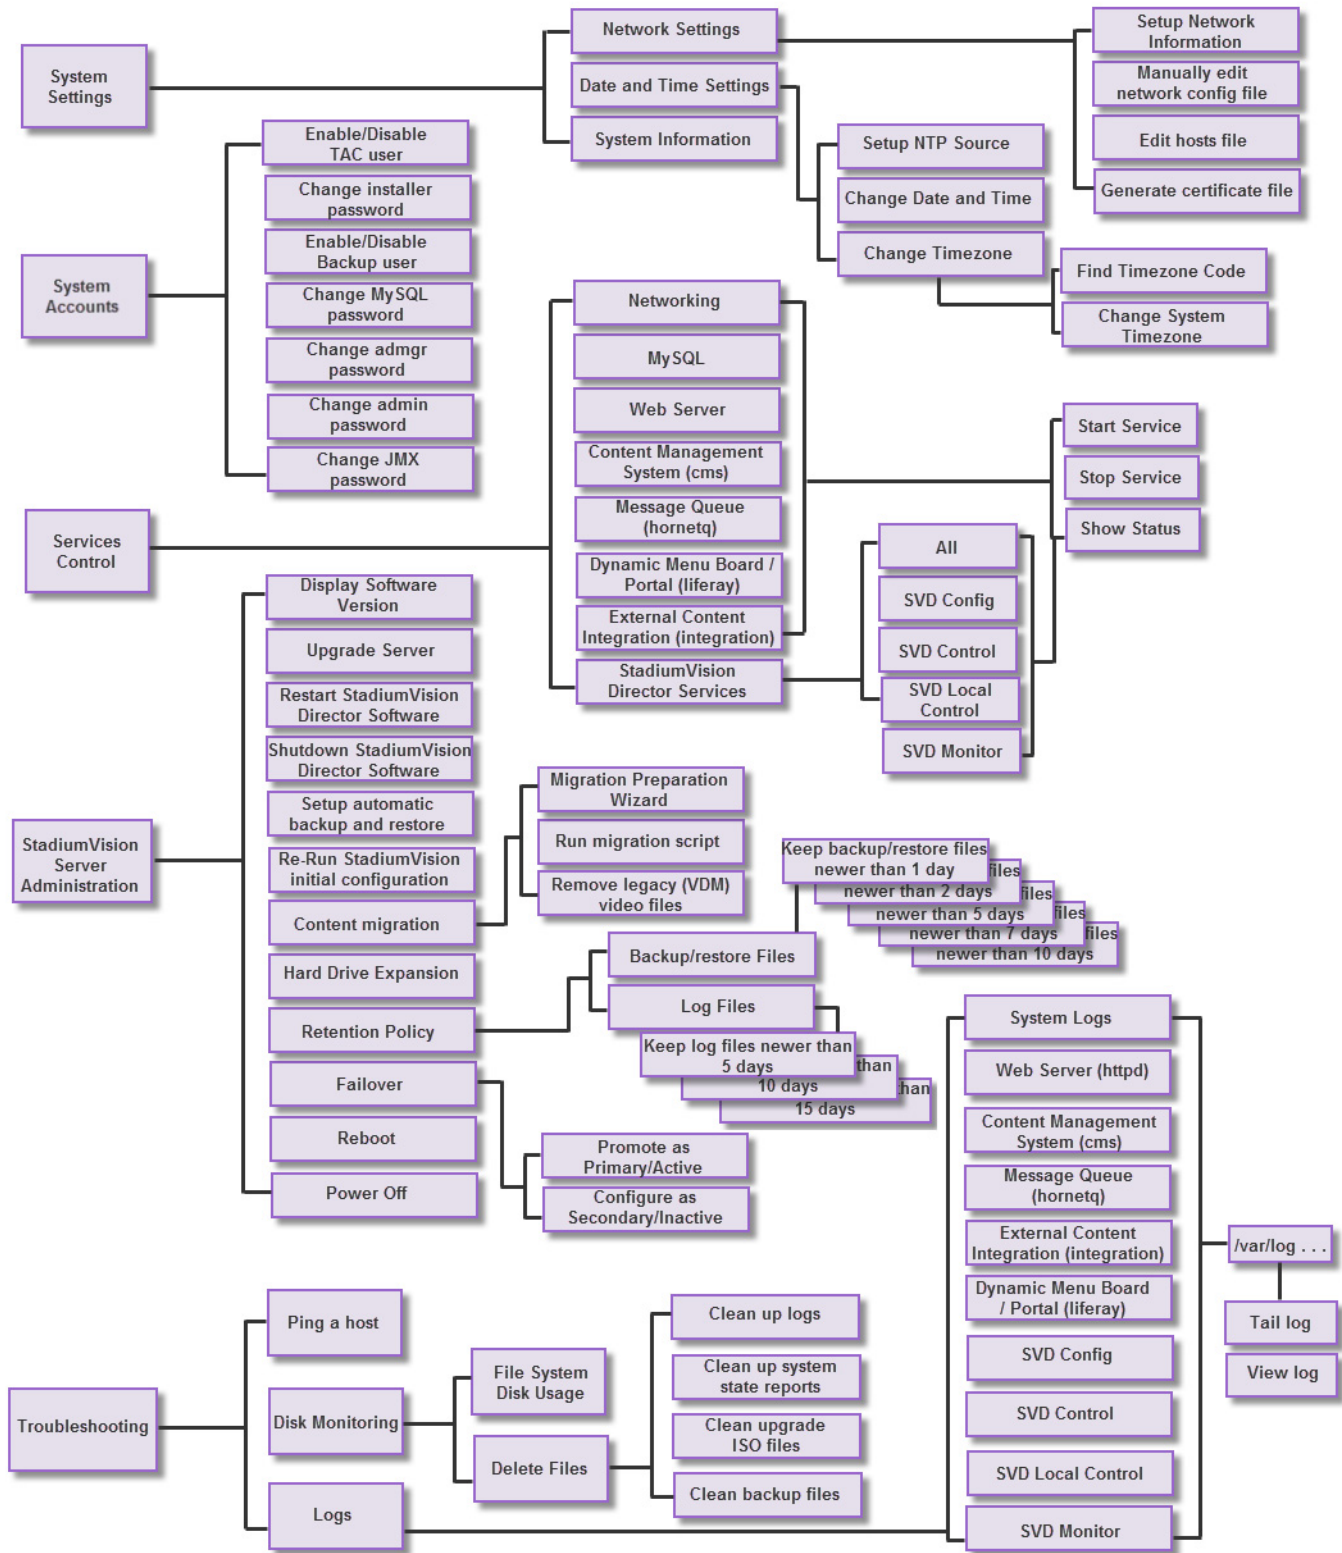 System
Settings
Network Settings
Date and Time Settings
System Information
Setup Network
Information
Manually edit
network config file
Edit hosts file
Generate certificate file
Setup NTP Source
Change Date and Time
Change Timezone
Find Timezone Code
Change System
Timezone
System
Accounts
Enable/Disable
TAC user
Change installer
password
Enable/Disable
Backup user
Change MySQL
password
Change admgr
password
Change admin
password
Change JMX
password
Services
Control
Networking
MySQL
Web Server
Content Management
System (cms)
Message Queue
(hornetq)
Dynamic Menu Board /
Portal (liferay)
External Content
Integration (integration)
StadiumVision
Director Services
All
SVD Config
SVD Control
SVD Local
Control
SVD Monitor
Start Service
Stop Service
Show Status
StadiumVision
Server
Administration
Display Software
Version
Upgrade Server
Restart StadiumVision
Director Software
Shutdown StadiumVision
Director Software
Setup automatic
backup and restore
Re-Run StadiumVision
initial configuration
Content migration
Hard Drive Expansion
Retention Policy
Failover
Reboot
Power Off
Migration Preparation
Wizard
Run migration script
Remove legacy (VDM)
video files
Backup/restore Files
Log Files
Keep backup/restore files
newer than 1 day
files
newer than 2 days
files
newer than 5 days
files
newer than 7 days
files
newer than 10 days
Keep log files newer than
5 days
than
10 days
than
15 days
Promote as
Primary/Active
Configure as
Secondary/Inactive
Troubleshooting
Ping a host
Disk Monitoring
Logs
File System
Disk Usage
Delete Files
Clean up logs
Clean up system
state reports
Clean upgrade
ISO files
Clean backup files
System Logs
Web Server (httpd)
Content Management
System (cms)
Message Queue
(hornetq)
External Content
Integration (integration)
Dynamic Menu Board
/ Portal (liferay)
SVD Config
SVD Control
SVD Local Control
SVD Monitor
/var/log . . .
Tail log
View log